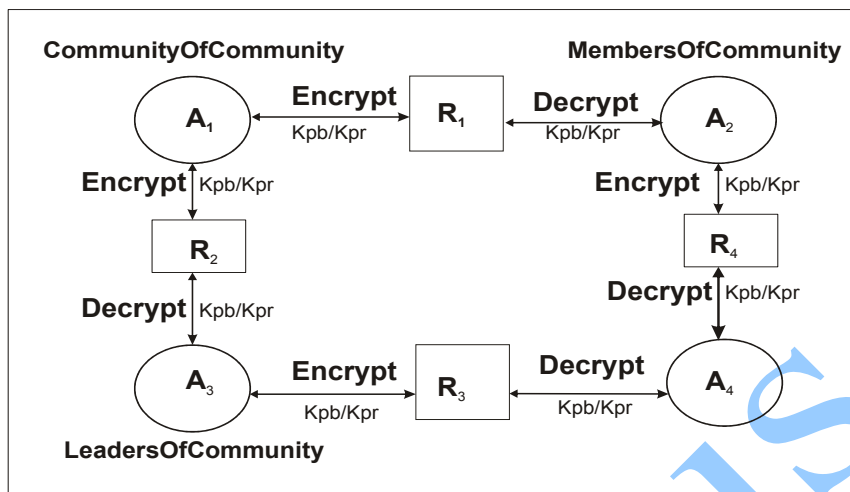 CommunityOfCommunity
MembersOfCommunity
A1
Encrypt
Kpb/Kpr
R1
Decrypt
Kpb/Kpr
A2
Encrypt
Kpb/Kpr
Encrypt
Kpb/Kpr
R2
R4
Decrypt
Kpb/Kpr
Decrypt
Kpb/Kpr
A3
Encrypt
Kpb/Kpr
R3
Decrypt
Kpb/Kpr
A4
LeadersOfCommunity